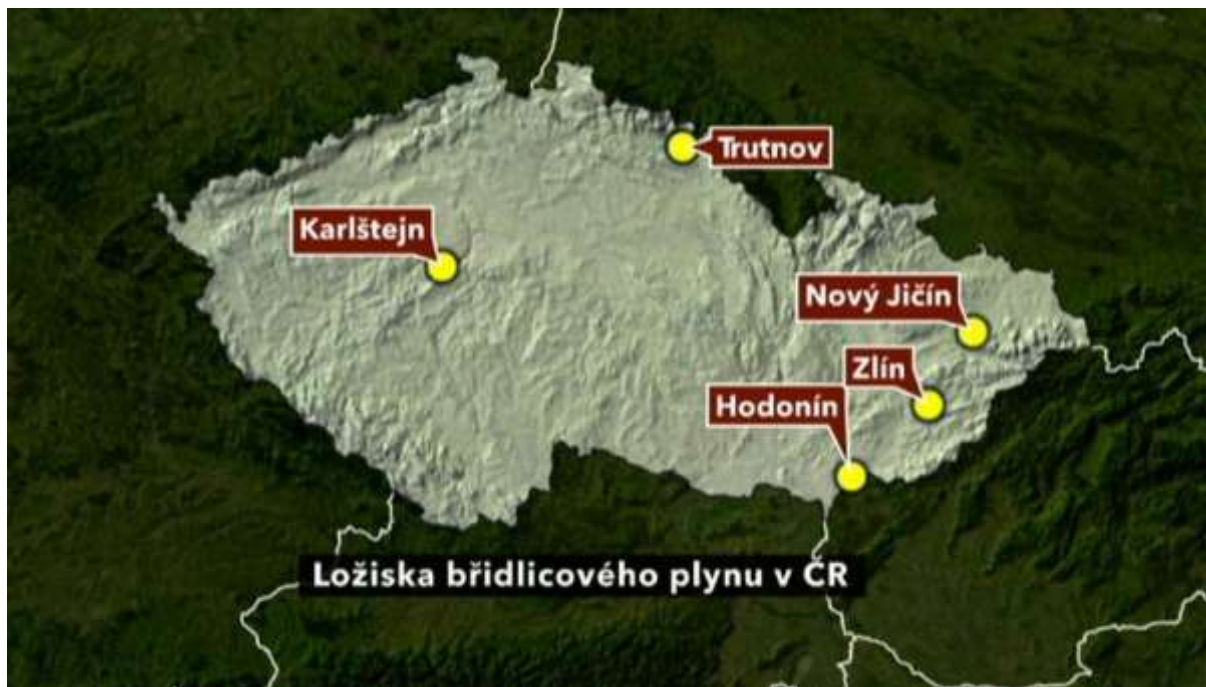 Trutnov
Karlštejn
Nový Jičín
Zlín
Hodonín
Ložiska břidlicového plynu v ČR